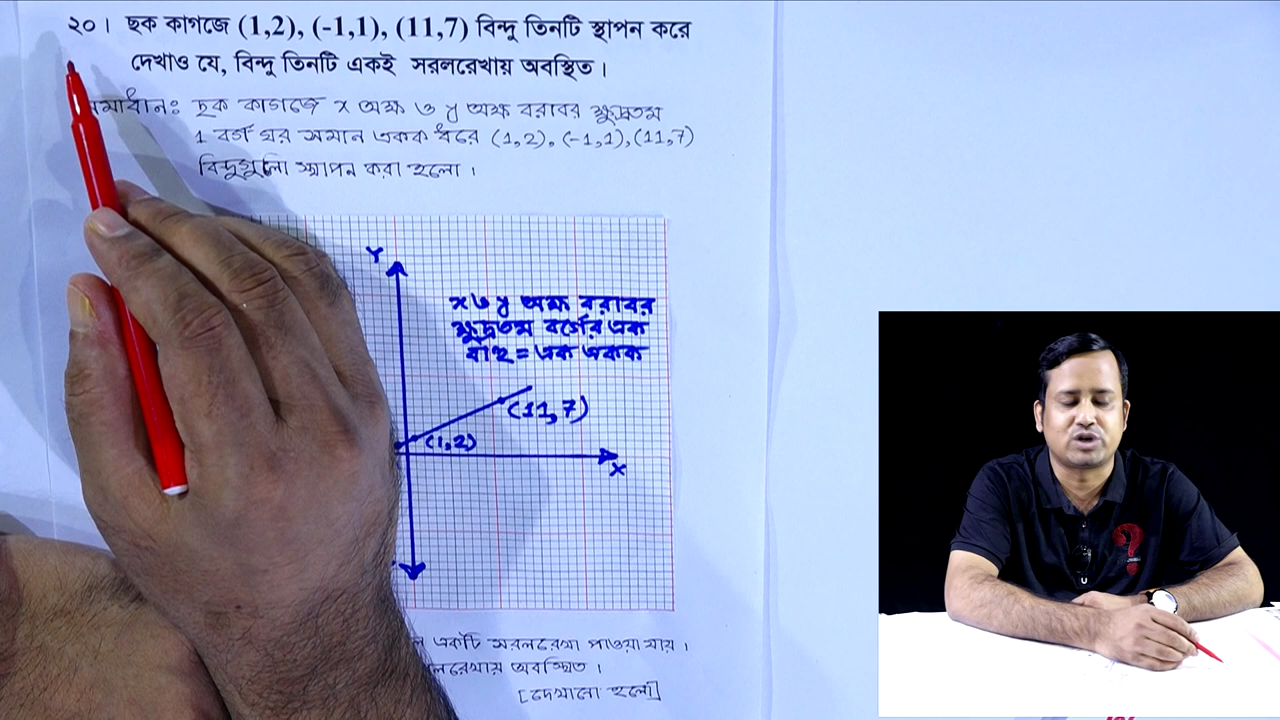 ২০। ছক কাগজে (1,2), (-1,1), (11,7) বিন্দু তিনটি স্থাপন করে
দেখাও যে, বিন্দু তিনটি একই সরলরেখায় অবস্থিত।
ছক কাগজে x অক্ষ ও y অক্ষ বরাবর ক্ষুদ্রতম
1 বর্গ ঘর সমান একক ধরে (1,2), (-1,1), (11,7)
বিন্দুগুলো স্থাপন করা হলো।
Y
x ও y অক্ষ বরাবর
ক্ষুদ্রতম বর্গের এক
বাহু = এক একক
(11,7)
(1,2)
X
একটি সরলরেখা পাওয়া যায়।
অবস্থিত।
[দেখানো হলো]
?